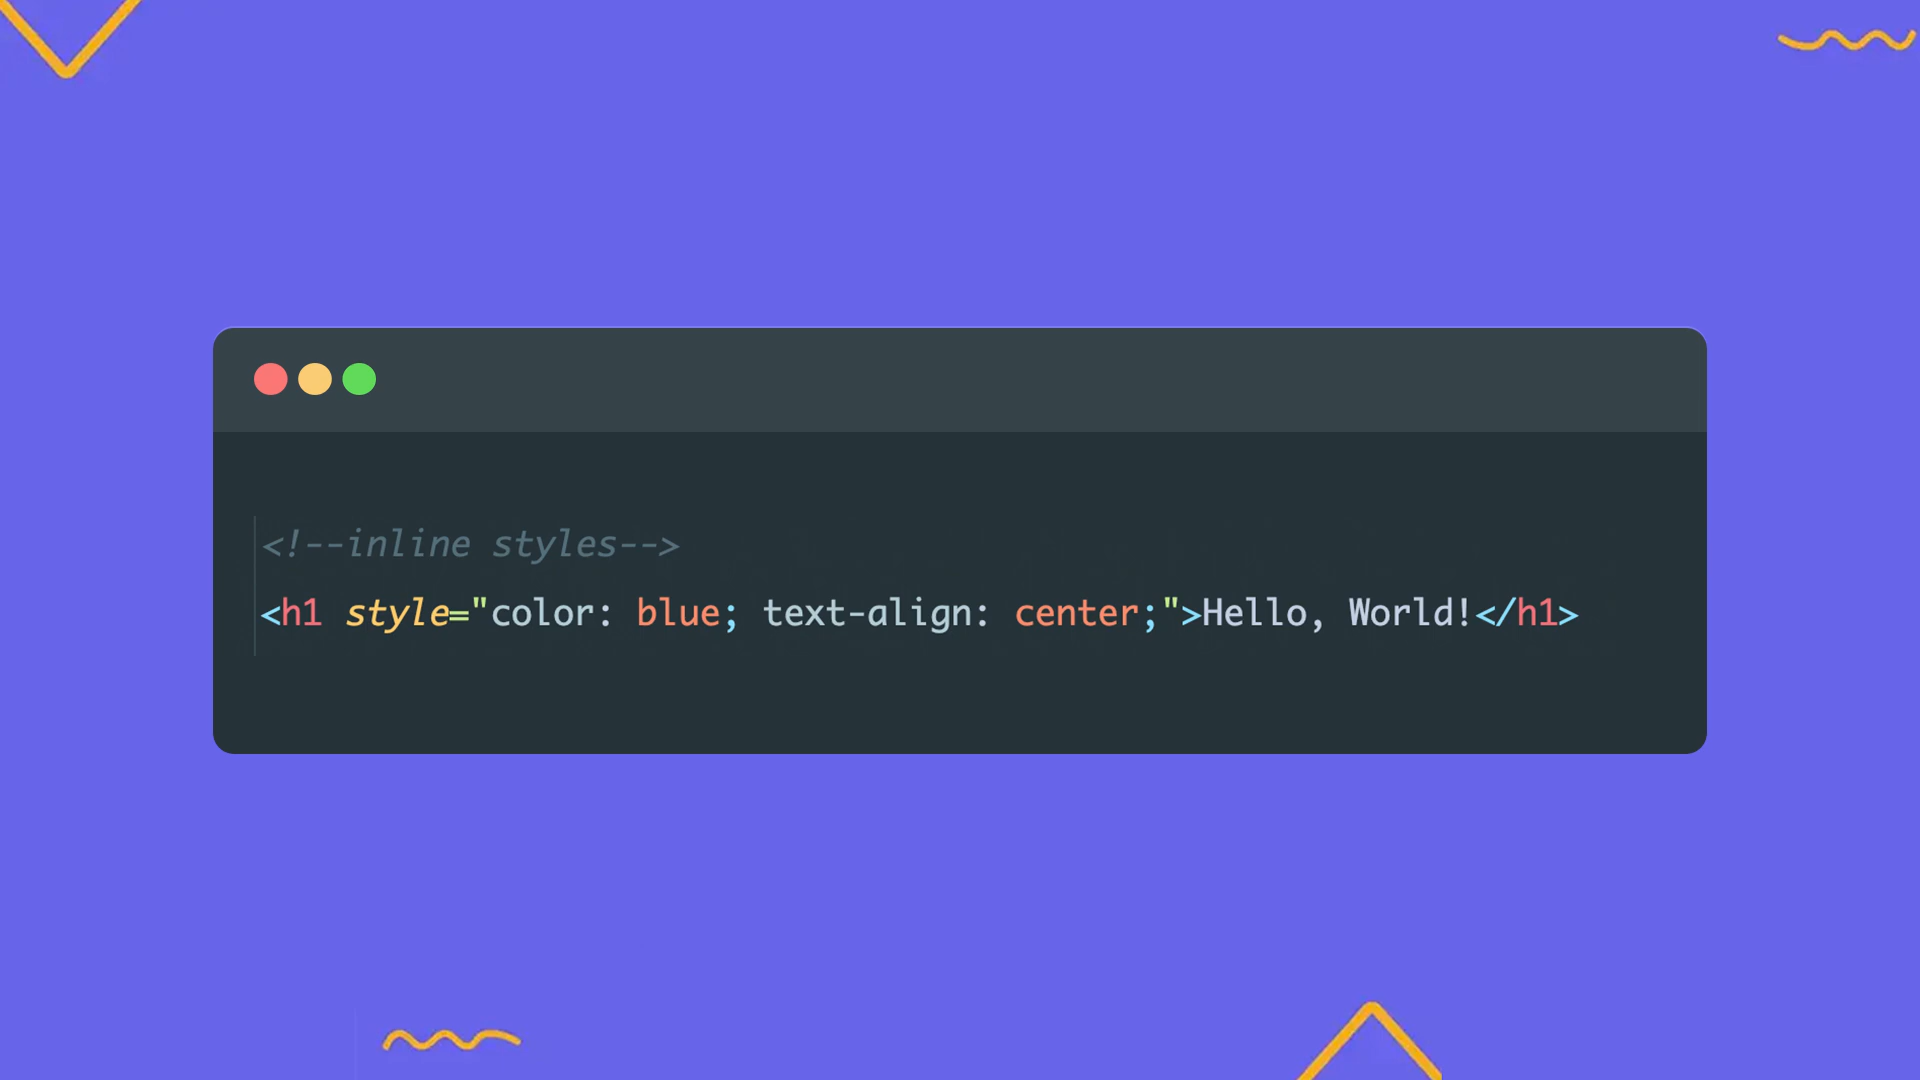 <!--inline styles-->
<h1 style="color: blue; text-align: center;">Hello, World!</h1>